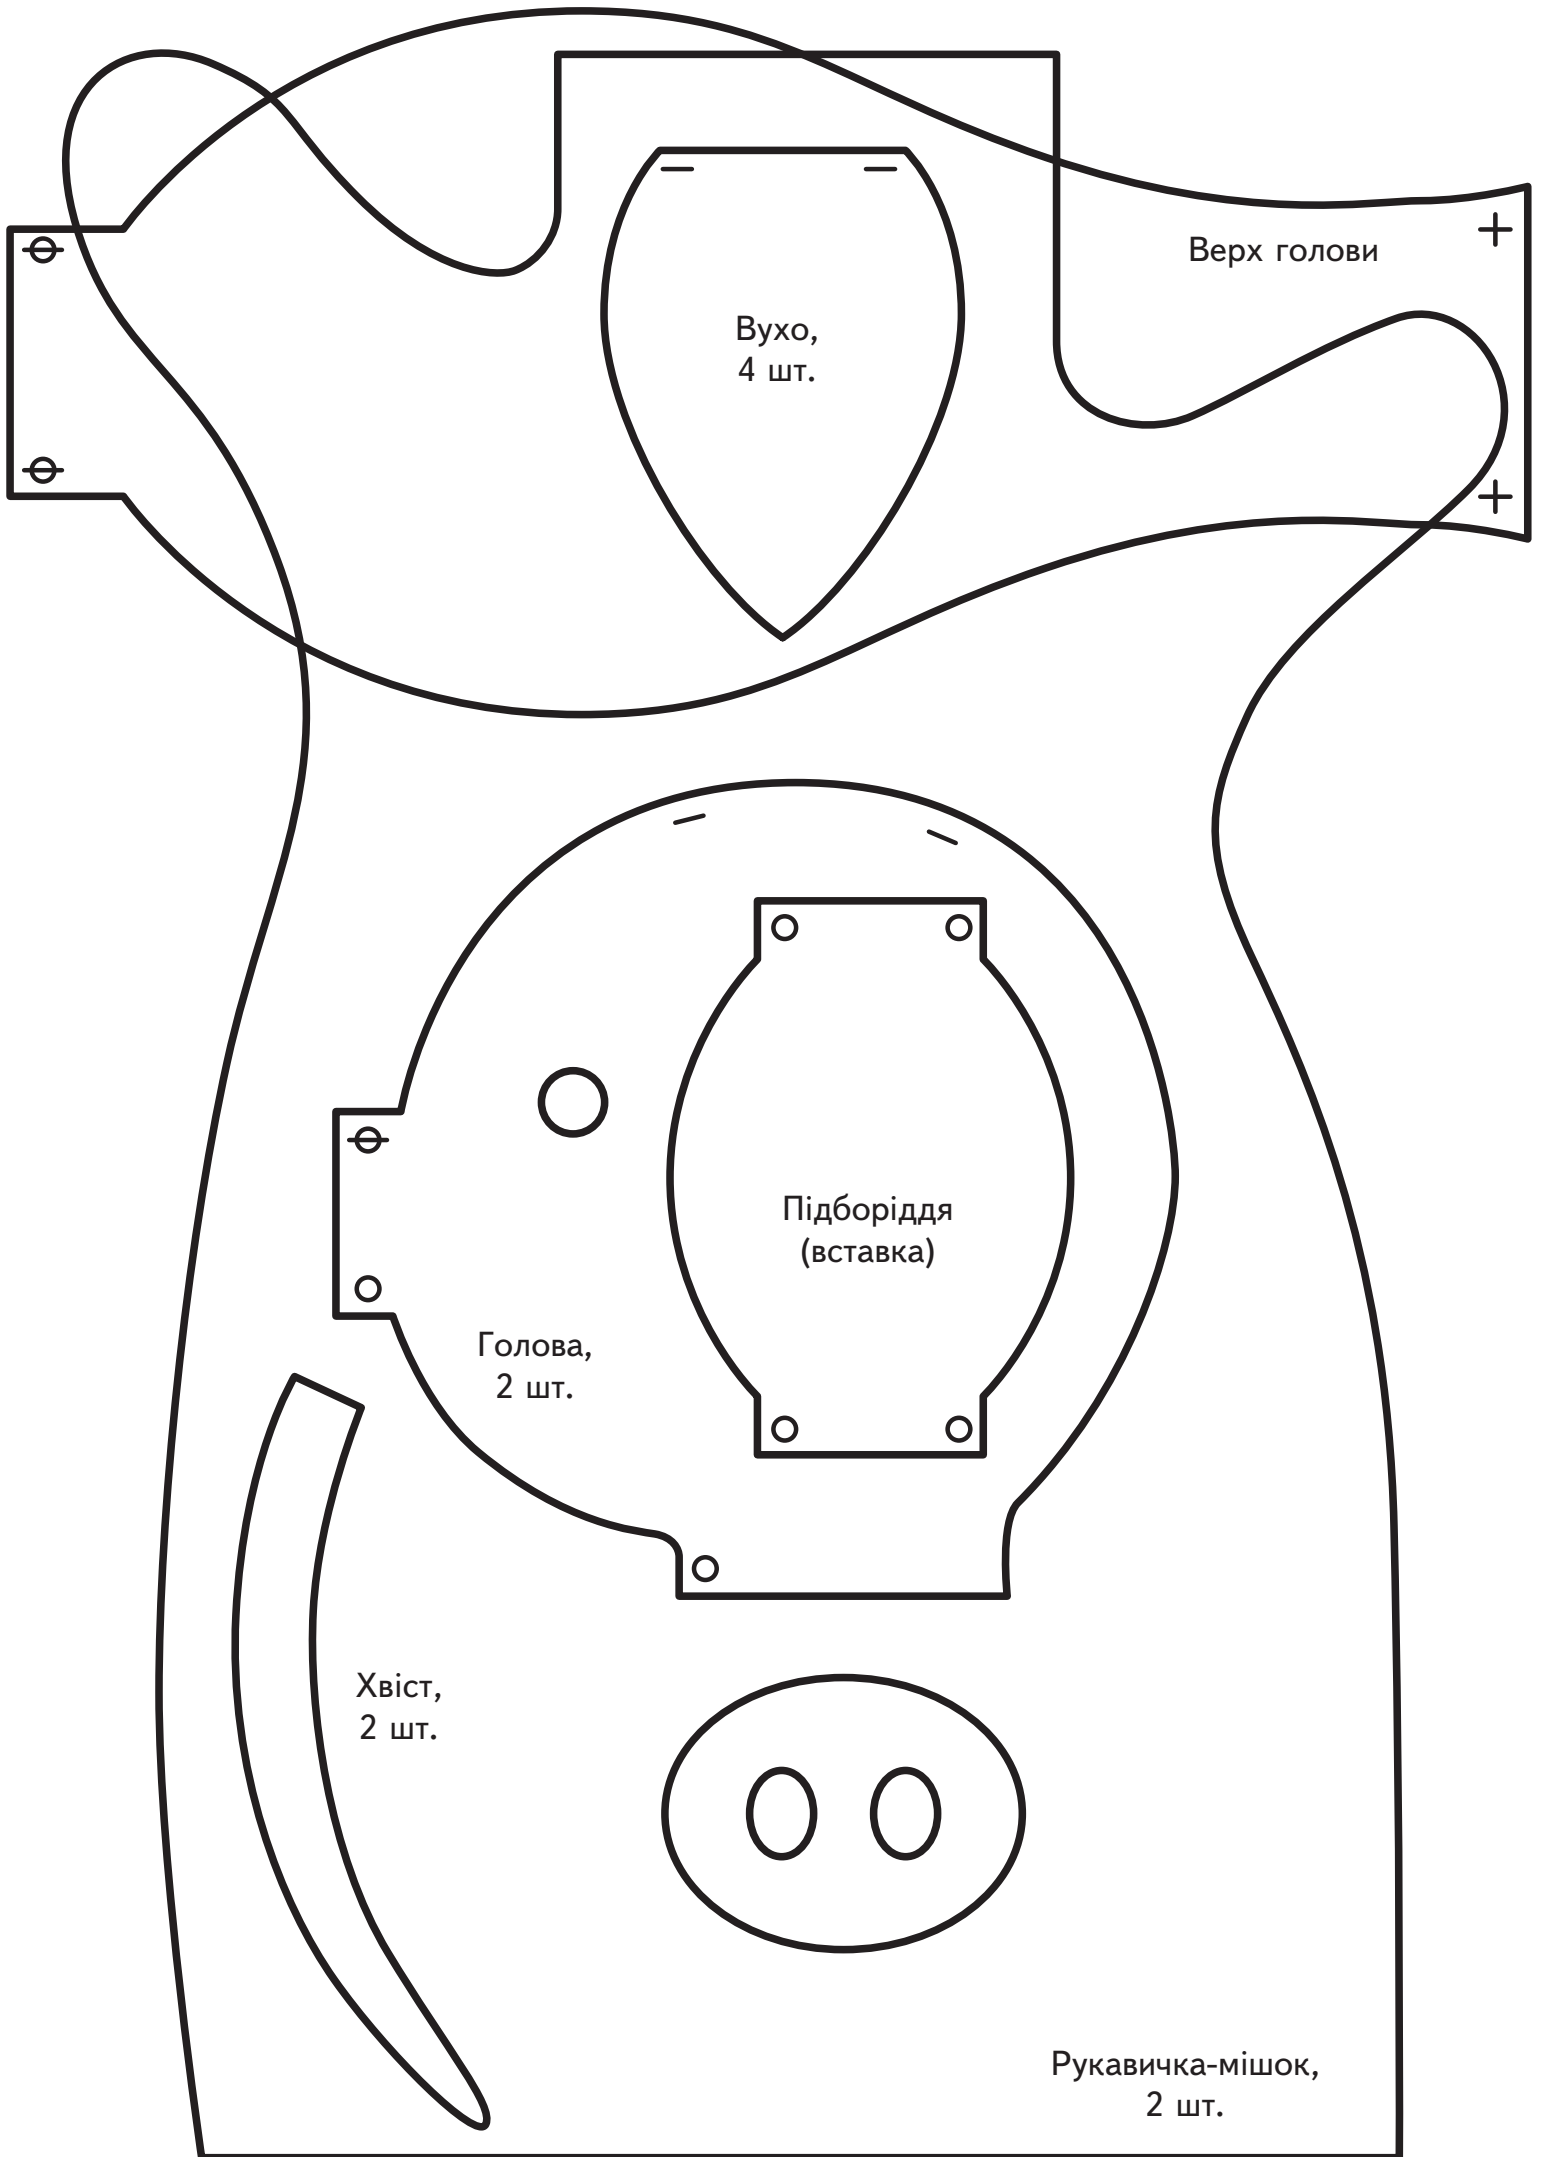 Верх голови
Вухо,
4 шт.
Підборіддя
(вставка)
Голова,
2 шт.
Хвіст,
2 шт.
Рукавичка-мішок,
2 шт.